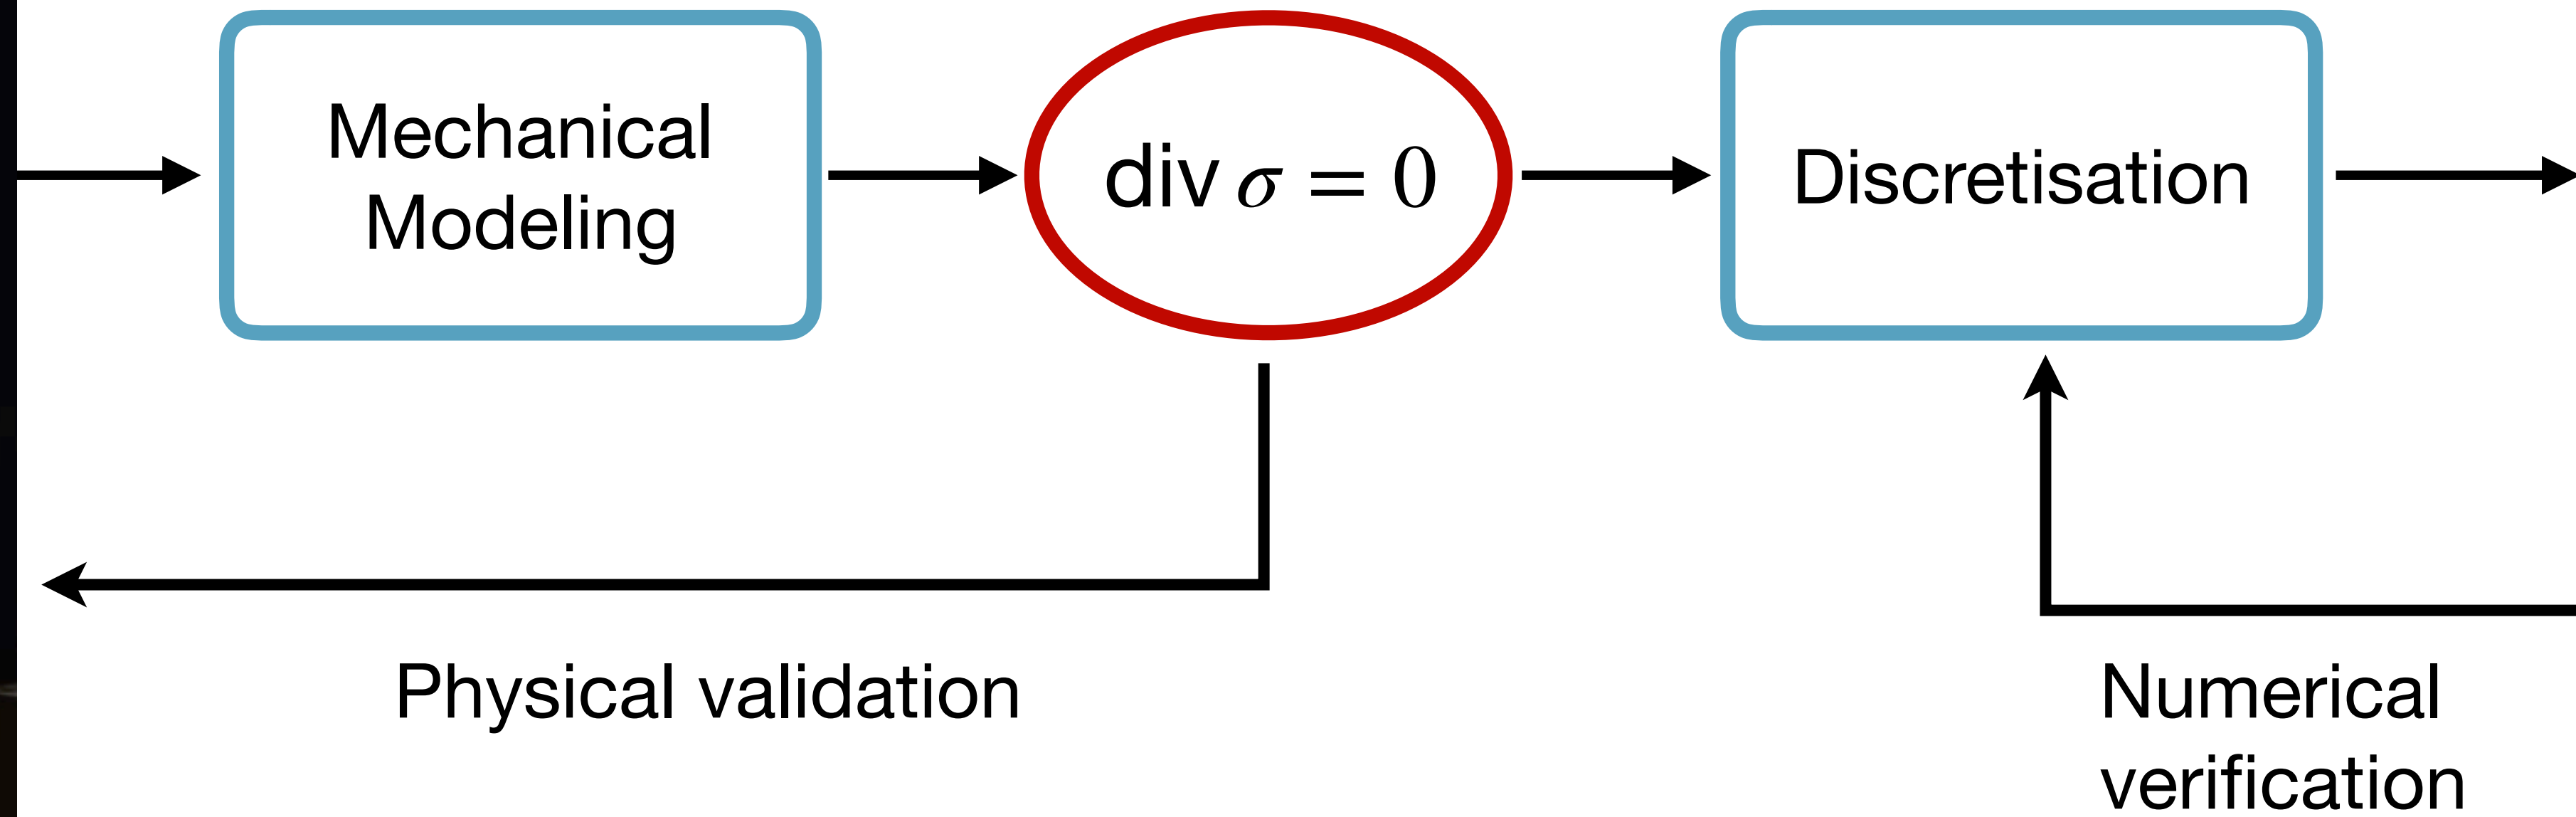 Mechanical
Modeling
div σ = 0
Discretisation
Physical validation
Numerical
verification